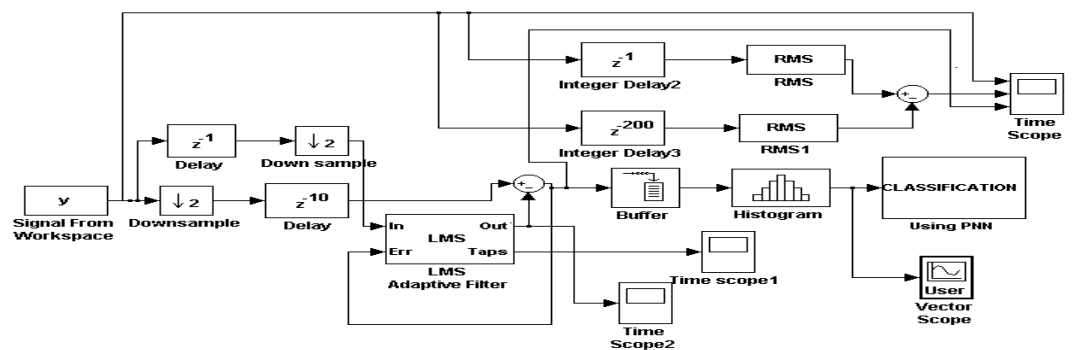 z-1
Integer Delay2
RMS
RMS
Time
Scope
z-200
Integer Delay3
RMS
RMS1
z-1
Delay
↓ 2
Down sample
y
Signal From
Workspace
↓ 2
Downsample
z-10
Delay
+
-
Buffer
Histogram
CLASSIFICATION
Using PNN
In
Out
LMS
Err
Taps
LMS
Adaptive Filter
Time scope1
Time
Scope2
User
Vector
Scope
+
-